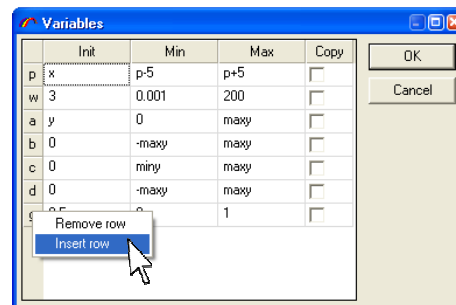 Variables
Init Min Max Copy OK
p x p-5 p+5
w 3 0.001 200 Cancel
a y 0 maxy
b 0 -maxy maxy
c 0 miny maxy
d 0 -maxy maxy
1
Remove row
Insert row